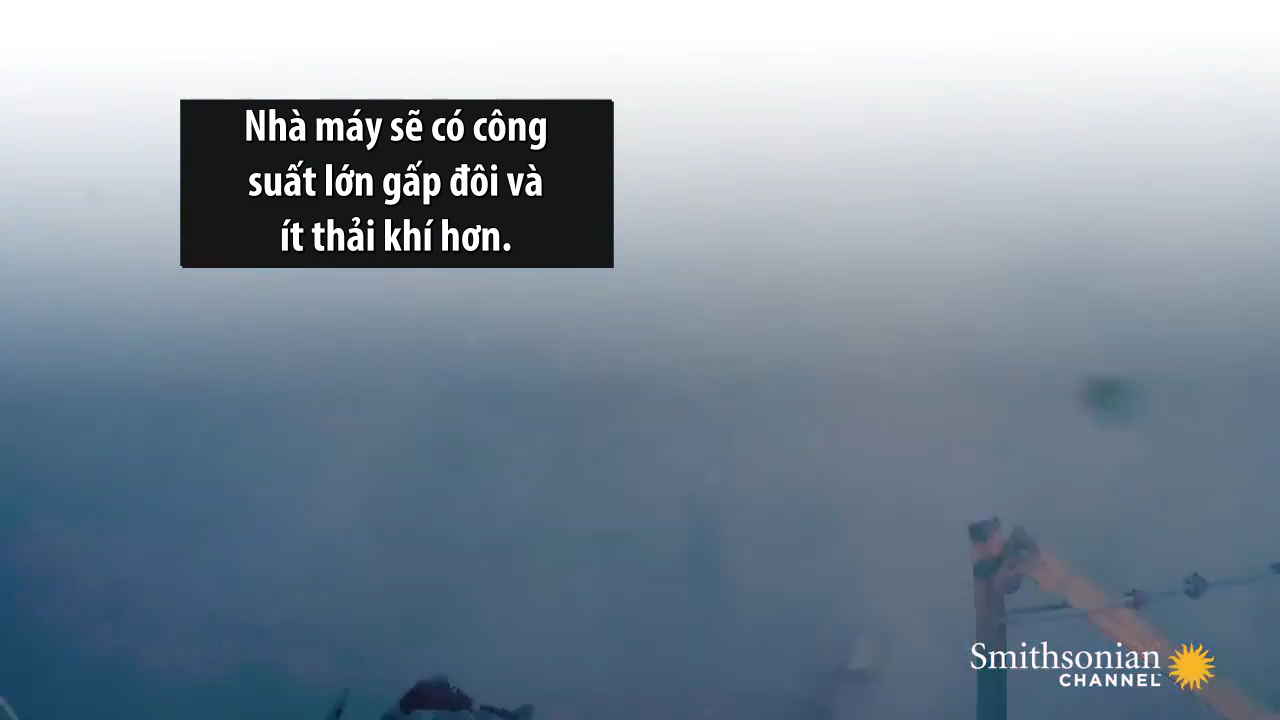 Nhà máy sẽ có công
suất lớn gấp đôi và
ít thải khí hơn.
Smithsonian
CHANNEL